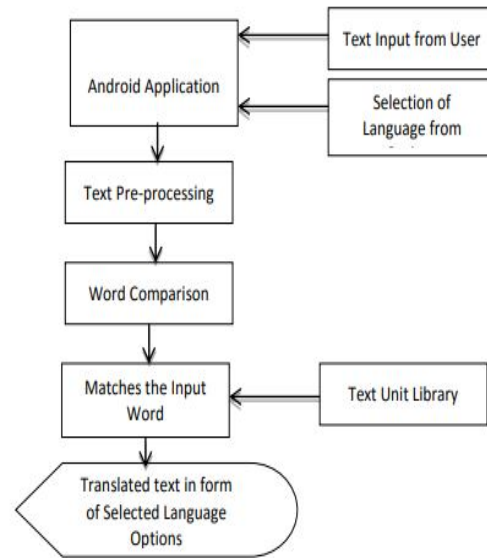 Text Input from User
Android Application
Selection of
Language from
Text Pre-processing
Word Comparison
Matches the Input
Word
Text Unit Library
Translated text in form
of Selected Language
Options